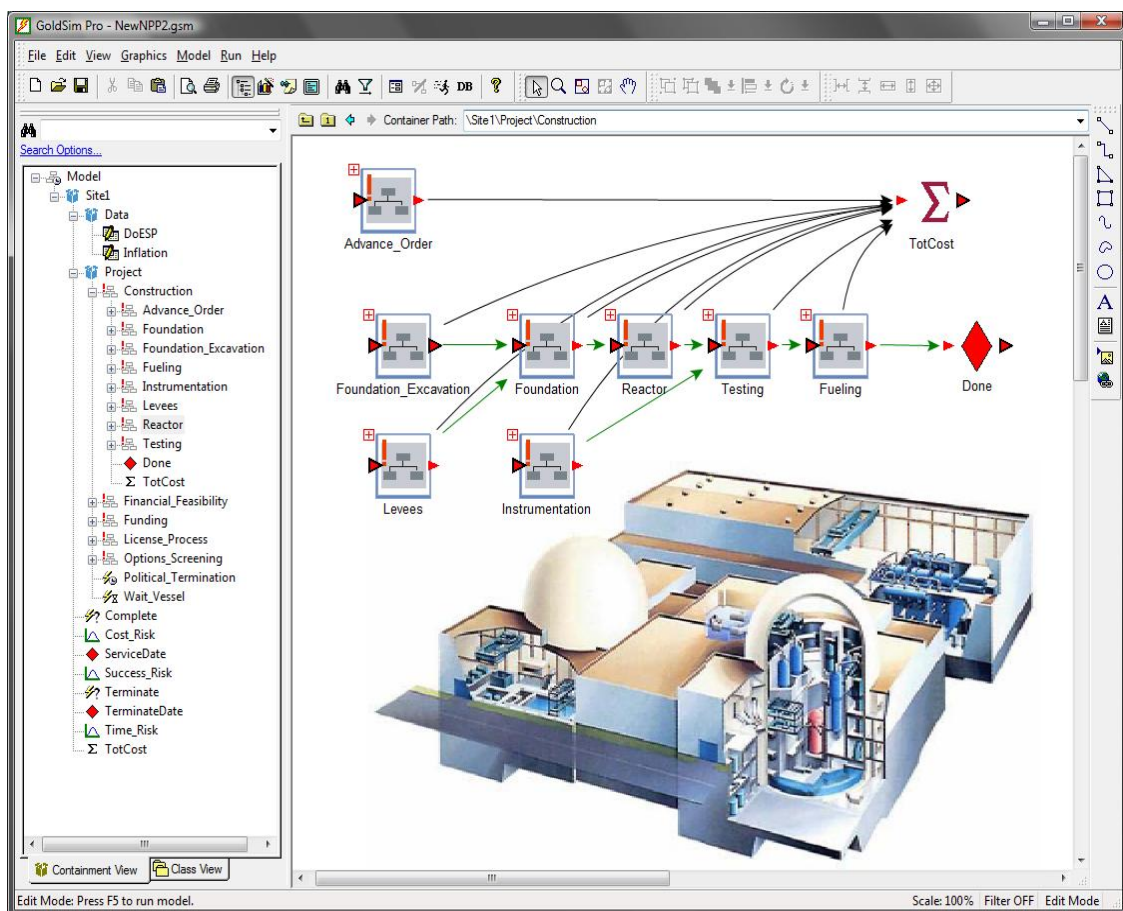 GoldSim Pro - NewNPP2.gsm
File Edit View Graphics Model Run Help
DB
Container Path: \Site1\Project\Construction
Search Options...
Model
Site1
Data
DoESP
Inflation
Project
Construction
Advance_Order
Foundation
Foundation_Excavation
Fueling
Instrumentation
Levees
Reactor
Testing
Done
Σ TotCost
Financial_Feasibility
Funding
License_Process
Options_Screening
Political_Termination
Wait_Vessel
Complete
Cost_Risk
ServiceDate
Success_Risk
Terminate
TerminateDate
Time_Risk
Σ TotCost
Containment View Class View
Advance_Order
Σ
TotCost
Foundation_Excavation Foundation Reactor Testing Fueling Done
Levees Instrumentation
A
Edit Mode: Press F5 to run model. Scale: 100% Filter OFF Edit Mode